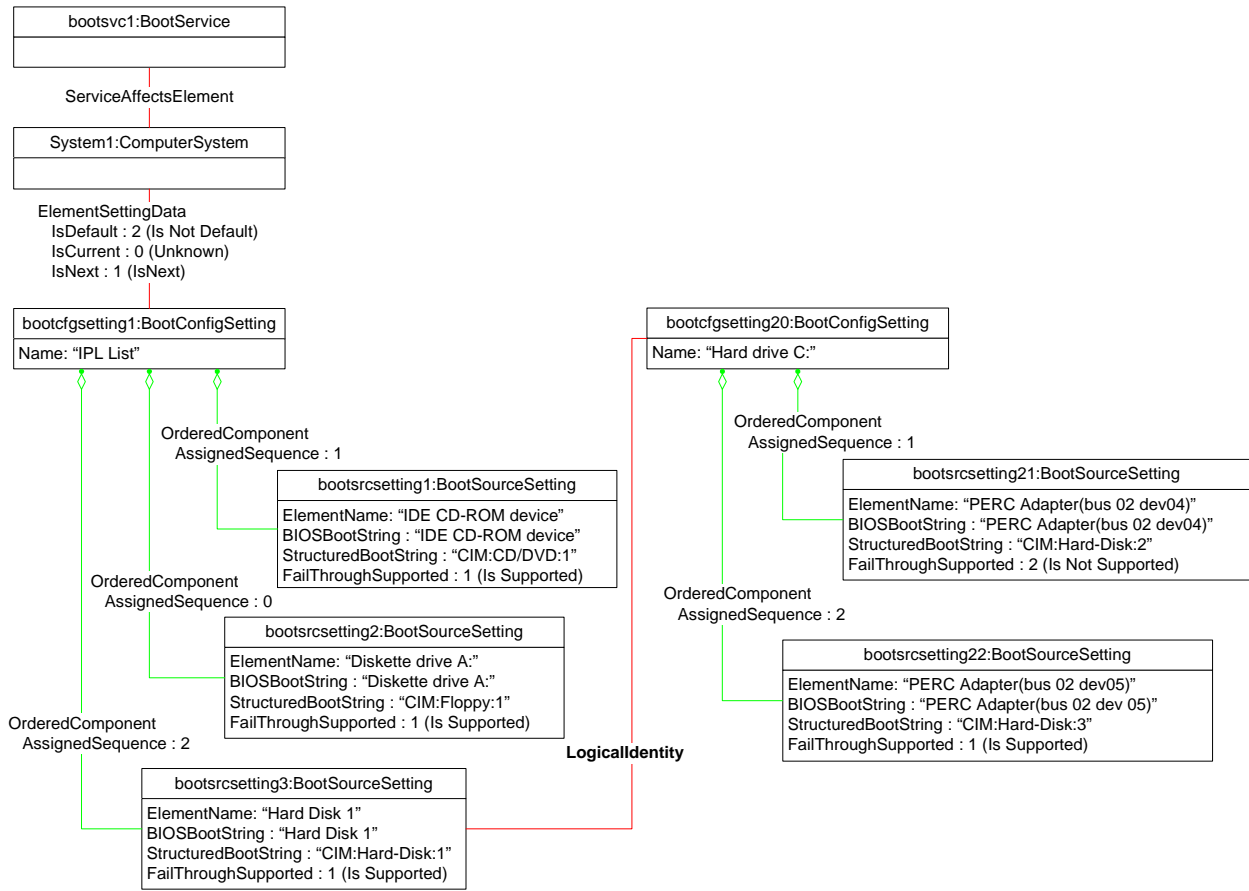 bootsvc1:BootService
ServiceAffectsElement
System1:ComputerSystem
ElementSettingData
IsDefault : 2 (Is Not Default)
IsCurrent : 0 (Unknown)
IsNext : 1 (IsNext)
bootcfgsetting1:BootConfigSetting
Name: “IPL List”
OrderedComponent
AssignedSequence : 1
bootsrcsetting1:BootSourceSetting
ElementName: “IDE CD-ROM device”
BIOSBootString : “IDE CD-ROM device”
StructuredBootString : “CIM:CD/DVD:1”
FailThroughSupported : 1 (Is Supported)
OrderedComponent
AssignedSequence : 0
bootsrcsetting2:BootSourceSetting
ElementName: “Diskette drive A:”
BIOSBootString : “Diskette drive A:”
StructuredBootString : “CIM:Floppy:1”
FailThroughSupported : 1 (Is Supported)
OrderedComponent
AssignedSequence : 2
bootsrcsetting3:BootSourceSetting
ElementName: “Hard Disk 1”
BIOSBootString : “Hard Disk 1”
StructuredBootString : “CIM:Hard-Disk:1”
FailThroughSupported : 1 (Is Supported)
LogicalIdentity
bootcfgsetting20:BootConfigSetting
Name: “Hard drive C:”
OrderedComponent
AssignedSequence : 1
bootsrcsetting21:BootSourceSetting
ElementName: “PERC Adapter(bus 02 dev04)”
BIOSBootString : “PERC Adapter(bus 02 dev04)”
StructuredBootString : “CIM:Hard-Disk:2”
FailThroughSupported : 2 (Is Not Supported)
OrderedComponent
AssignedSequence : 2
bootsrcsetting22:BootSourceSetting
ElementName: “PERC Adapter(bus 02 dev05)”
BIOSBootString : “PERC Adapter(bus 02 dev 05)”
StructuredBootString : “CIM:Hard-Disk:3”
FailThroughSupported : 1 (Is Supported)